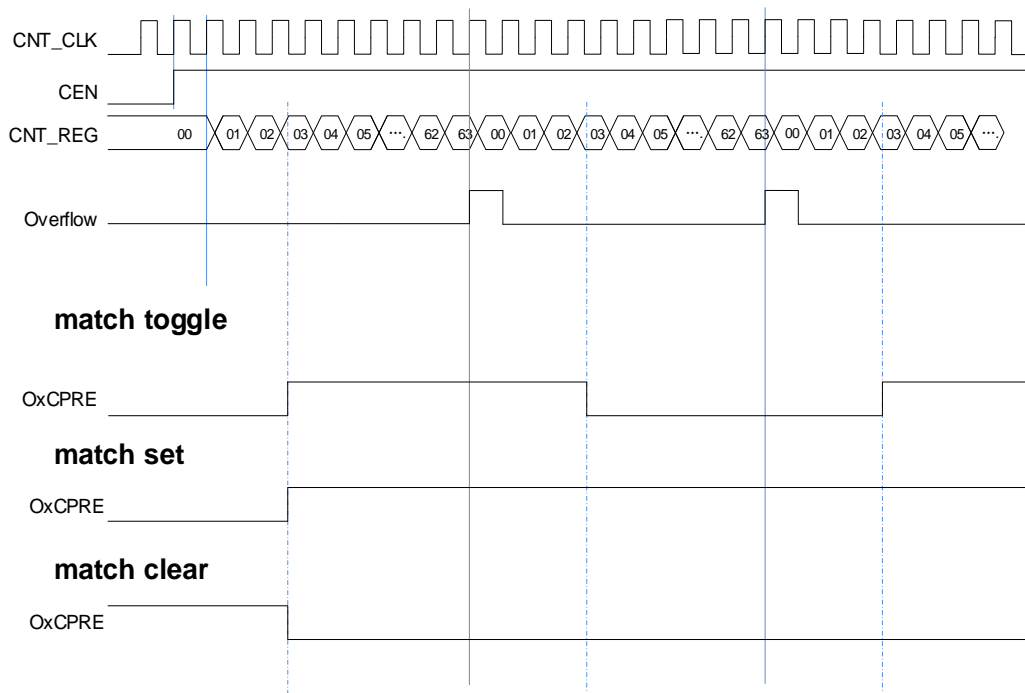 CNT_CLK
CEN
CNT_REG 00 01 02 03 04 05 ···. 62 63 00 01 02 03 04 05 ···. 62 63 00 01 02 03 04 05 ···.
Overflow
match toggle
OxCPRE
match set
OxCPRE
match clear
OxCPRE